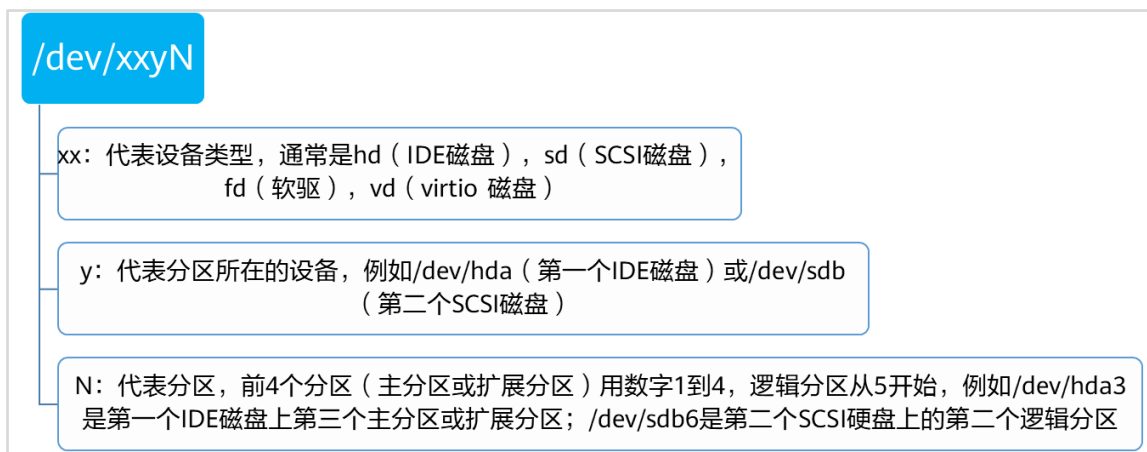 /dev/xxyN
xx：代表设备类型，通常是hd（IDE磁盘），sd（SCSI磁盘），
fd（软驱），vd（virtio 磁盘）
y：代表分区所在的设备，例如/dev/hda（第一个IDE磁盘）或/dev/sdb
（第二个SCSI磁盘）
N：代表分区，前4个分区（主分区或扩展分区）用数字1到4，逻辑分区从5开始，例如/dev/hda3
是第一个IDE磁盘上第三个主分区或扩展分区；/dev/sdb6是第二个SCSI硬盘上的第二个逻辑分区